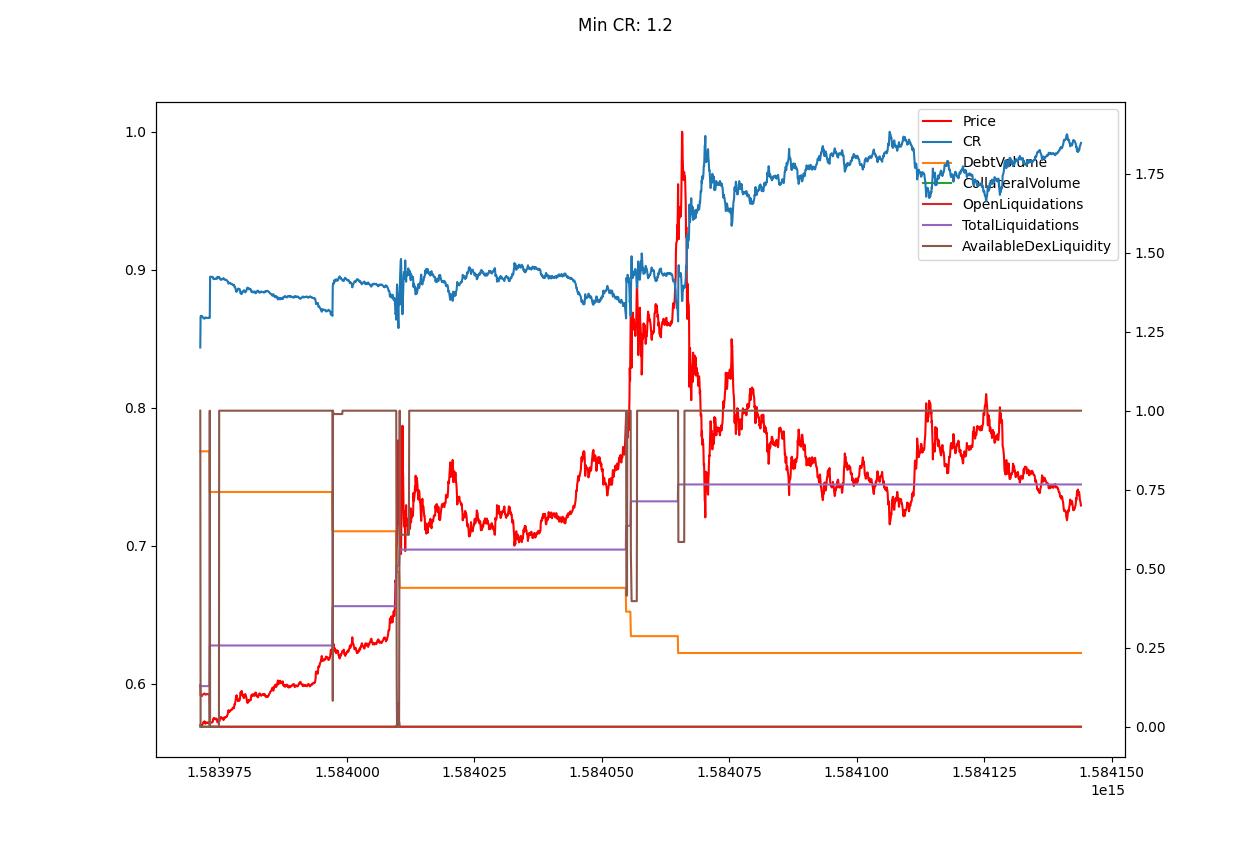 Min CR: 1.2
1.0
0.9
0.8
0.7
0.6
Price
CR
DebtVolume
CollateralVolume
OpenLiquidations
TotalLiquidations
AvailableDexLiquidity
1.75
1.50
1.25
1.00
0.75
0.50
0.25
0.00
1.583975 1.584000 1.584025 1.584050 1.584075 1.584100 1.584125 1.584150
1e15